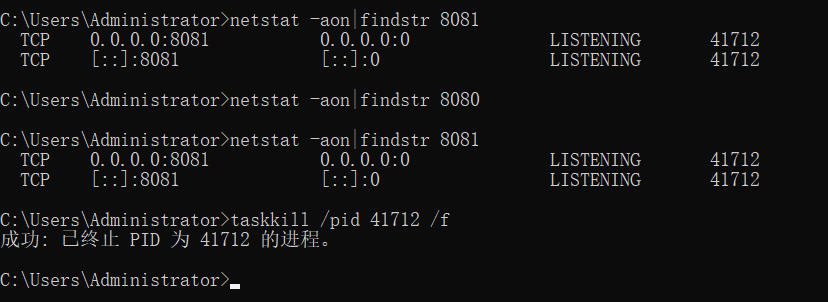 C:\Users\Administrator>netstat -aon|findstr 8081
TCP 0.0.0.0:8081 0.0.0.0:0 LISTENING 41712
TCP [::]:8081 [::]:0 LISTENING 41712
C:\Users\Administrator>netstat -aon|findstr 8080
C:\Users\Administrator>netstat -aon|findstr 8081
TCP 0.0.0.0:8081 0.0.0.0:0 LISTENING 41712
TCP [::]:8081 [::]:0 LISTENING 41712
C:\Users\Administrator>taskkill /pid 41712 /f
成功: 已终止 PID 为 41712 的进程。
C:\Users\Administrator>